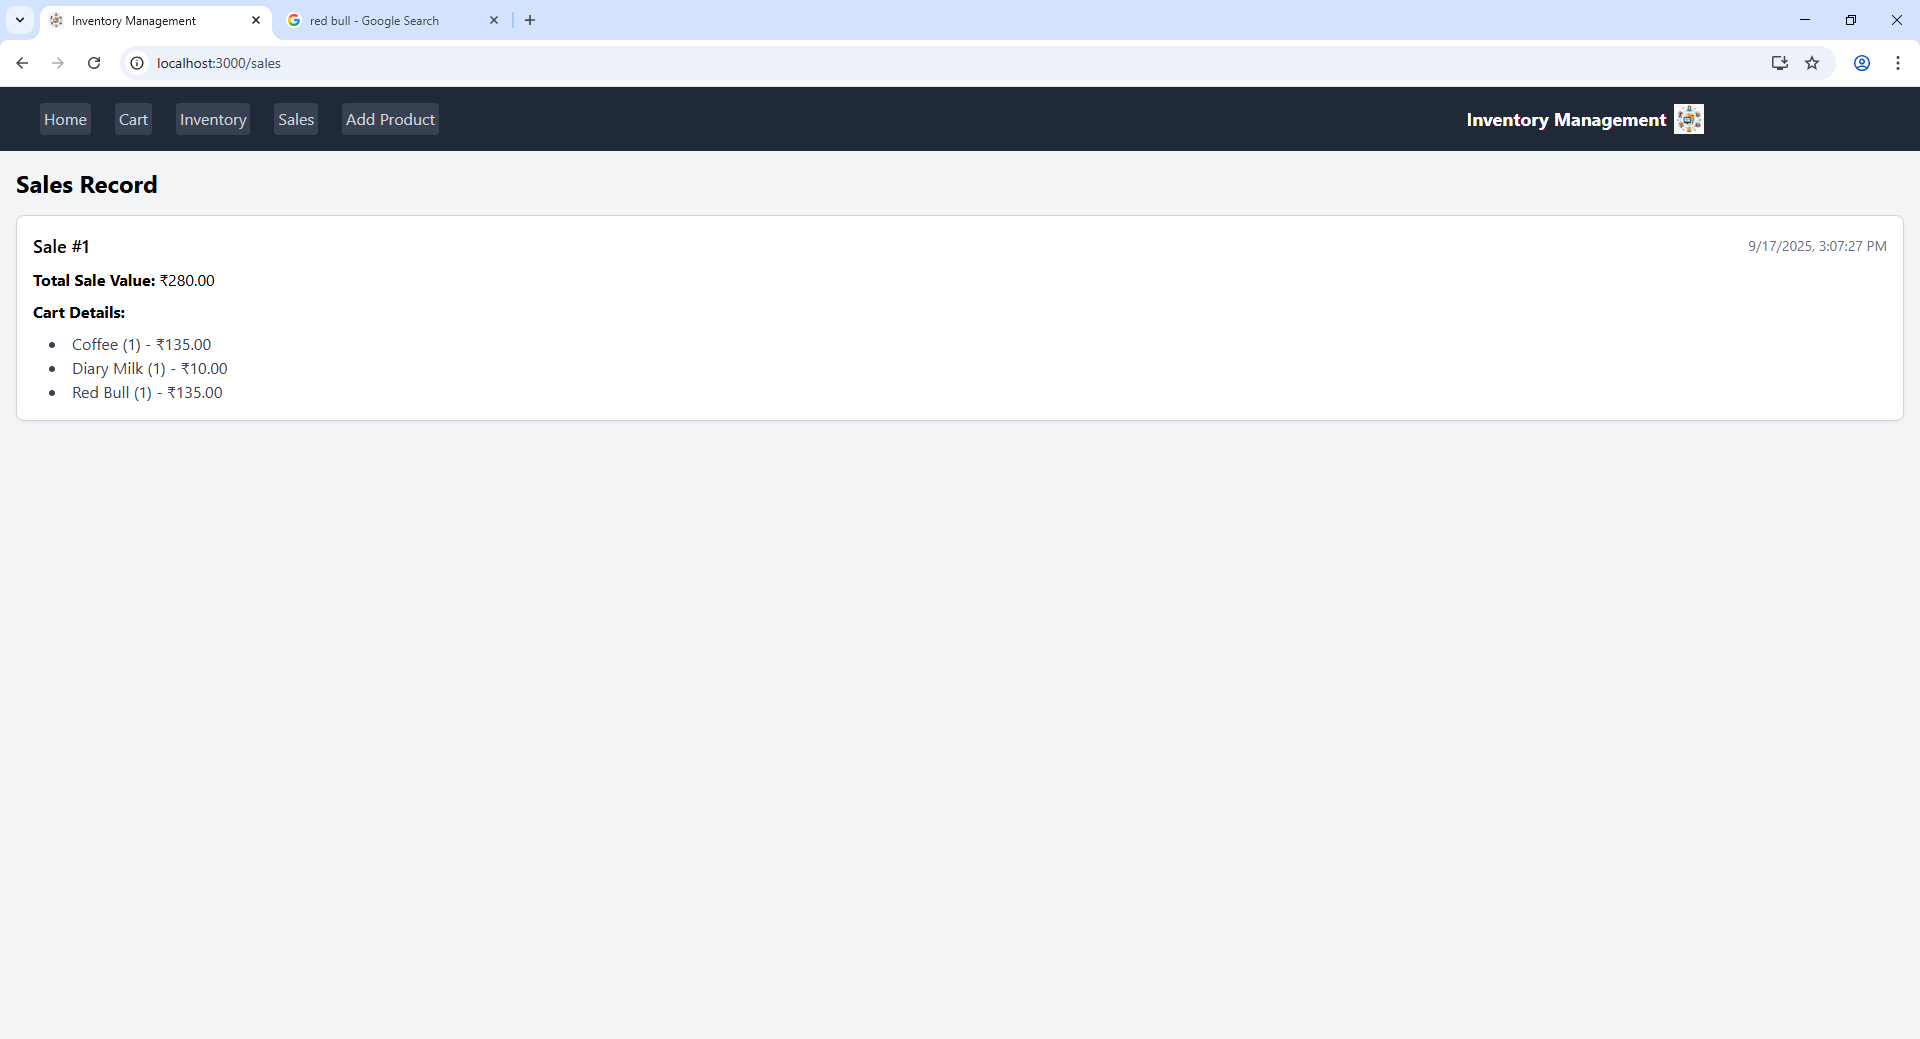 Inventory Management
red bull - Google Search
localhost:3000/sales
Home Cart Inventory Sales Add Product Inventory Management
Sales Record
Sale #1 9/17/2025, 3:07:27 PM
Total Sale Value: ₹280.00
Cart Details:
Coffee (1) - ₹135.00
Diary Milk (1) - ₹10.00
Red Bull (1) - ₹135.00